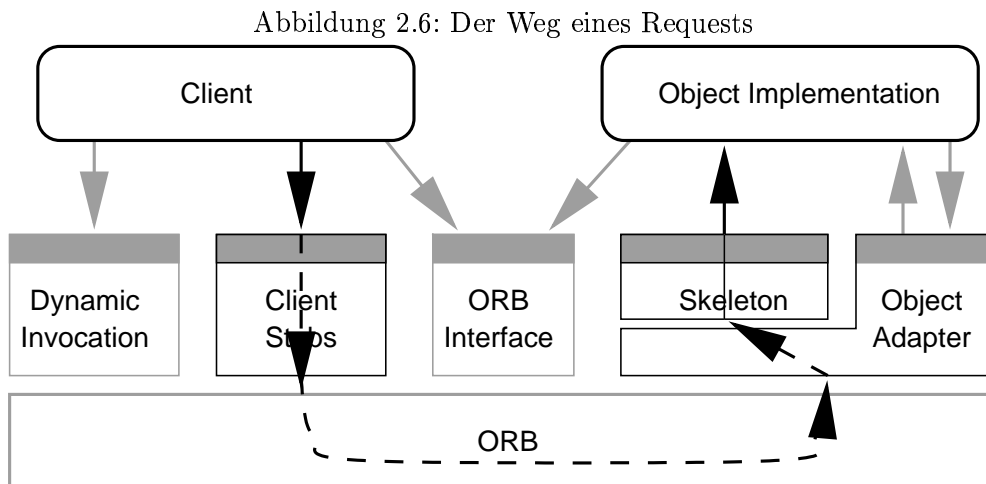 Abbildung 2.6: Der Weg eines Requests
Client
Object Implementation
Dynamic
Invocation
Client
Stubs
ORB
Interface
Skeleton
Object
Adapter
ORB